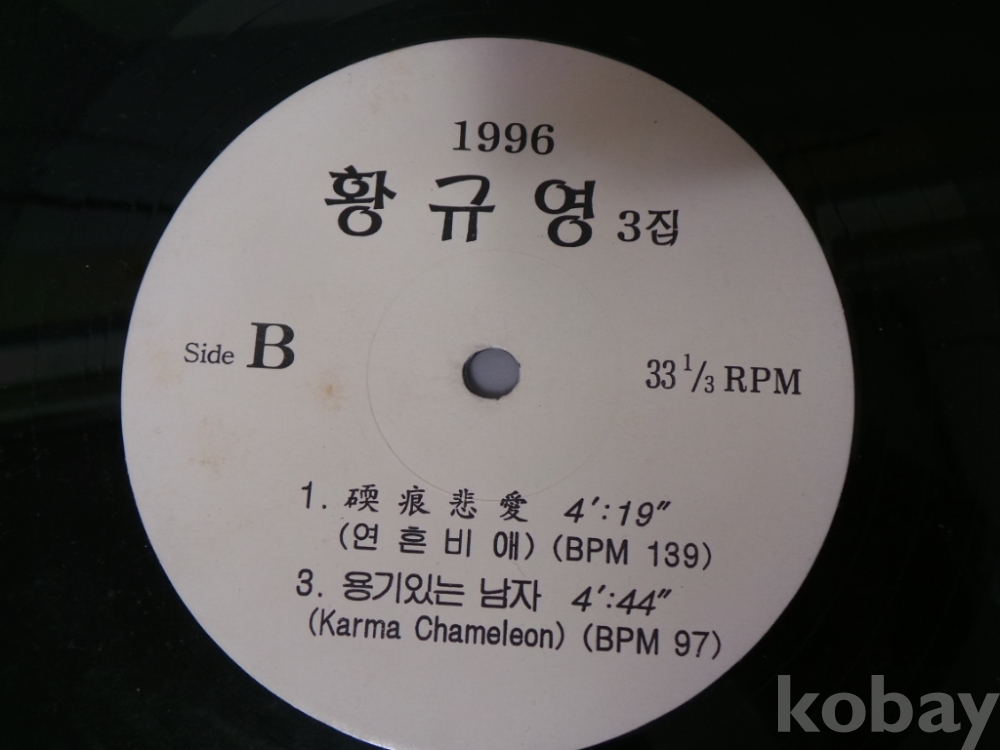 1996
황 규 영 3집
Side B
33 1/3 RPM
1. 碝 痕 悲 愛 4':19"
(연 흔 비 애) (BPM 139)
3. 용기있는 남자 4':44"
(Karma Chameleon) (BPM 97)
kobay